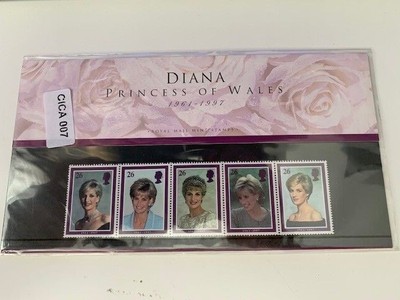 DIANA
PRINCESS OF WALES
1961-1997
ROYAL MAIL MINT STAMPS
CICA 007
26
26
26
26
26